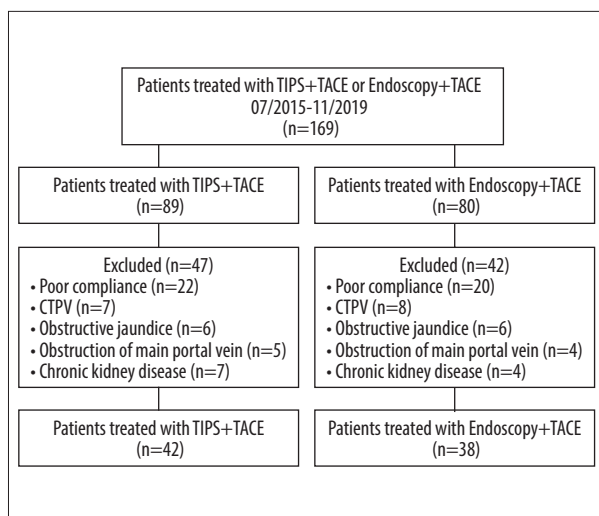 Patients treated with TIPS+TACE or Endoscopy+TACE
07/2015-11/2019
(n=169)
Patients treated with TIPS+TACE
(n=89)
Patients treated with Endoscopy+TACE
(n=80)
Excluded (n=47)
• Poor compliance (n=22)
• CTPV (n=7)
• Obstructive jaundice (n=6)
• Obstruction of main portal vein (n=5)
• Chronic kidney disease (n=7)
Excluded (n=42)
• Poor compliance (n=20)
• CTPV (n=8)
• Obstructive jaundice (n=6)
• Obstruction of main portal vein (n=4)
• Chronic kidney disease (n=4)
Patients treated with TIPS+TACE
(n=42)
Patients treated with Endoscopy+TACE
(n=38)